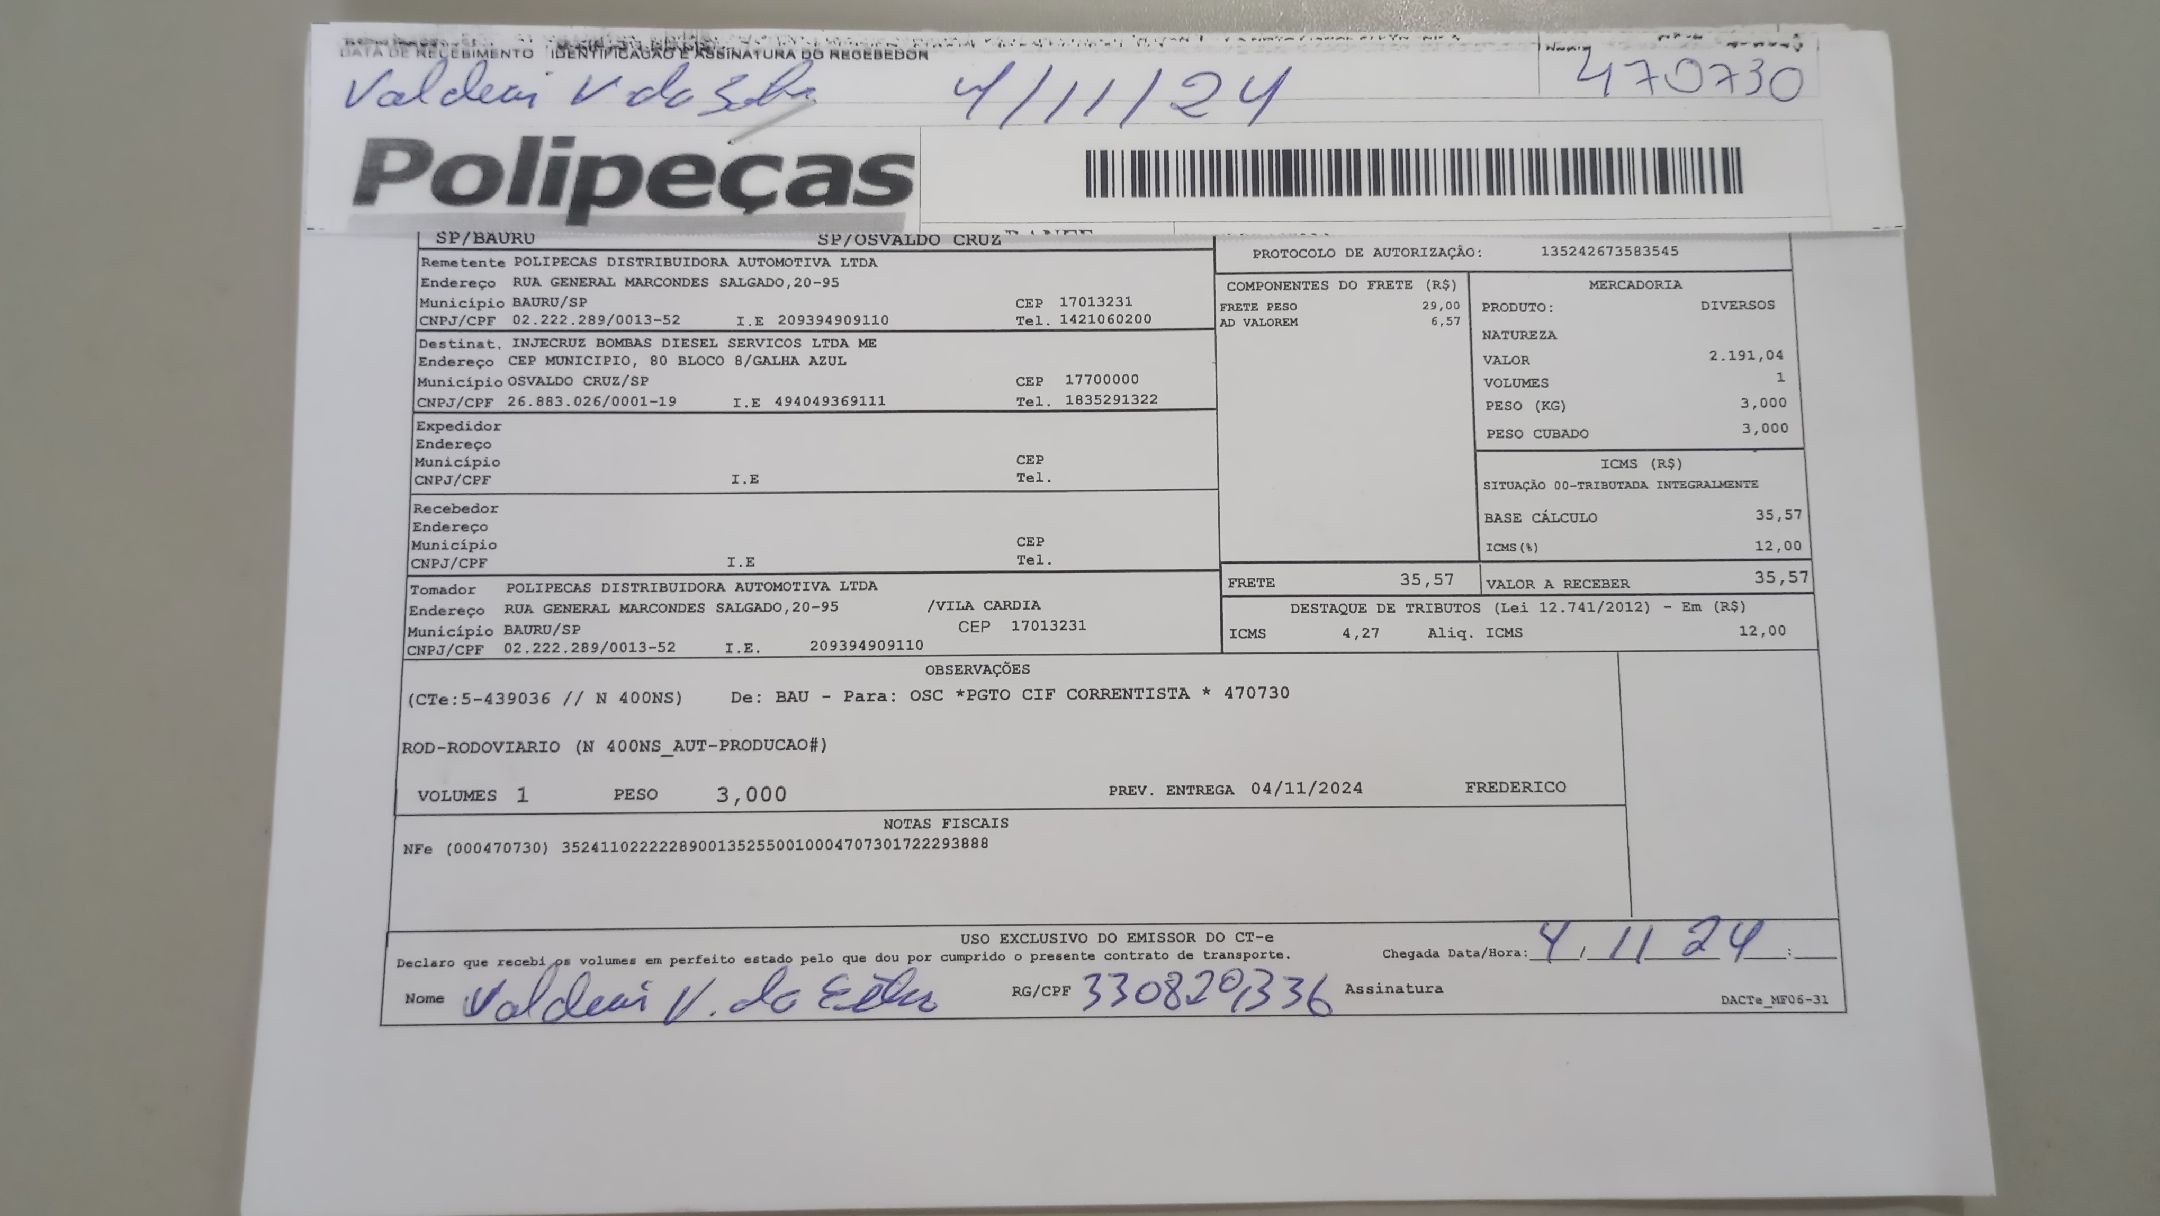 DATA DE RECEBIMENTO IDENTIFICAÇÃO E ASSINATURA DO RECEBEDOR
Valdeci V da Silva 4/11/24 470730
Polipeças
SP/BAURU SP/OSVALDO CRUZ
PROTOCOLO DE AUTORIZAÇÃO: 135242673583545
Remetente POLIPECAS DISTRIBUIDORA AUTOMOTIVA LTDA
Endereço RUA GENERAL MARCONDES SALGADO,20-95
Município BAURU/SP CEP 17013231
CNPJ/CPF 02.222.289/0013-52 I.E 209394909110 Tel. 1421060200
Destinat. INJECRUZ BOMBAS DIESEL SERVICOS LTDA ME
Endereço CEP MUNICIPIO, 80 BLOCO 8/GALHA AZUL
Município OSVALDO CRUZ/SP CEP 17700000
CNPJ/CPF 26.883.026/0001-19 I.E 494049369111 Tel. 1835291322
Expedidor
Endereço
Município CEP
CNPJ/CPF I.E Tel.
Recebedor
Endereço
Município CEP
CNPJ/CPF I.E Tel.
Tomador POLIPECAS DISTRIBUIDORA AUTOMOTIVA LTDA
Endereço RUA GENERAL MARCONDES SALGADO,20-95 /VILA CARDIA
Município BAURU/SP CEP 17013231
CNPJ/CPF 02.222.289/0013-52 I.E. 209394909110
COMPONENTES DO FRETE (R$)
FRETE PESO 29,00
AD VALOREM 6,57
MERCADORIA
PRODUTO: DIVERSOS
NATUREZA
VALOR 2.191,04
VOLUMES 1
PESO (KG) 3,000
PESO CUBADO 3,000
ICMS (R$)
SITUAÇÃO 00-TRIBUTADA INTEGRALMENTE
BASE CÁLCULO 35,57
ICMS(%) 12,00
FRETE 35,57 VALOR A RECEBER 35,57
DESTAQUE DE TRIBUTOS (Lei 12.741/2012) - Em (R$)
ICMS 4,27 Aliq. ICMS 12,00
OBSERVAÇÕES
(CTe:5-439036 // N 400NS) De: BAU - Para: OSC *PGTO CIF CORRENTISTA * 470730
ROD-RODOVIARIO (N 400NS_AUT-PRODUCAO#)
VOLUMES 1 PESO 3,000 PREV. ENTREGA 04/11/2024 FREDERICO
NOTAS FISCAIS
NFe (000470730) 35241102222289001352550010004707301722293888
USO EXCLUSIVO DO EMISSOR DO CT-e
Declaro que recebi os volumes em perfeito estado pelo que dou por cumprido o presente contrato de transporte. Chegada Data/Hora: 4/11 24 :
Nome Valdeci V. da Silva RG/CPF 330820336 Assinatura
DACTe_MF06-31